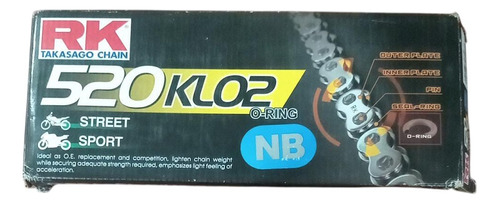 RK
TAKASAGO CHAIN
520KLO2
O-RING
STREET
SPORT
NB
Ideal as O.E. replacement and competition, lighten chain weight
while securing adequate strength required, emphasizes light feeling of
acceleration.
OUTER PLATE
INNER PLATE
PIN
SEAL-RING
O-RING